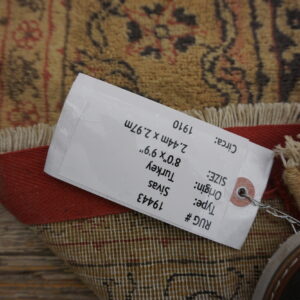 RUG # 19443
Type: Sivas
Origin: Turkey
SIZE: 8'0"x 9'9"
2.44m x 2.97m
Circa: 1910